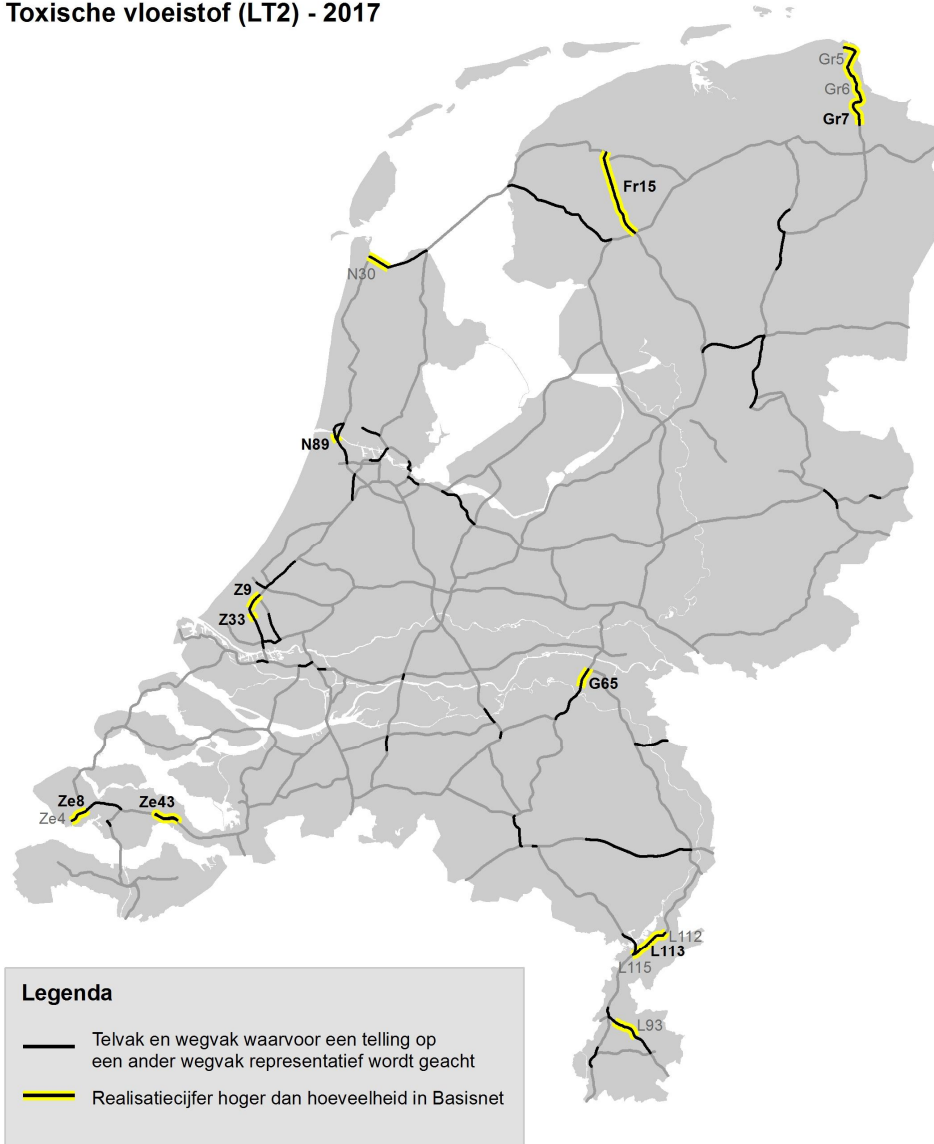 Toxische vloeistof (LT2) - 2017
Gr5
Gr6
Gr7
Fr15
N30
N89
Z9
Z33
G65
Ze8
Ze43
Ze4
L112
L113
L115
L93
Legenda
Telvak en wegvak waarvoor een telling op
een ander wegvak representatief wordt geacht
Realisatiecijfer hoger dan hoeveelheid in Basisnet